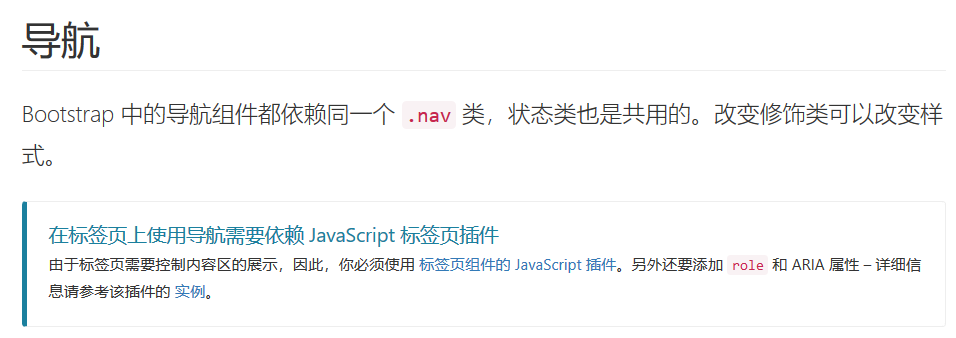 导航
Bootstrap 中的导航组件都依赖同一个 .nav 类，状态类也是共用的。改变修饰类可以改变样
式。
在标签页上使用导航需要依赖 JavaScript 标签页插件
由于标签页需要控制内容区的展示，因此，你必须使用 标签页组件的 JavaScript 插件。另外还要添加 role 和 ARIA 属性 – 详细信
息请参考该插件的 实例。